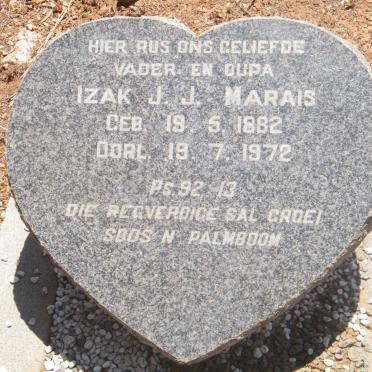 HIER RUS ONS GELIEFDE
VADER EN OUPA
IZAK J. J. MARAIS
GEB. 19. 5. 1882
OORL. 19. 7. 1972
PS. 92 - 13
DIE REGVERDIGE SAL GROEI
SOOS 'N PALMBOOM